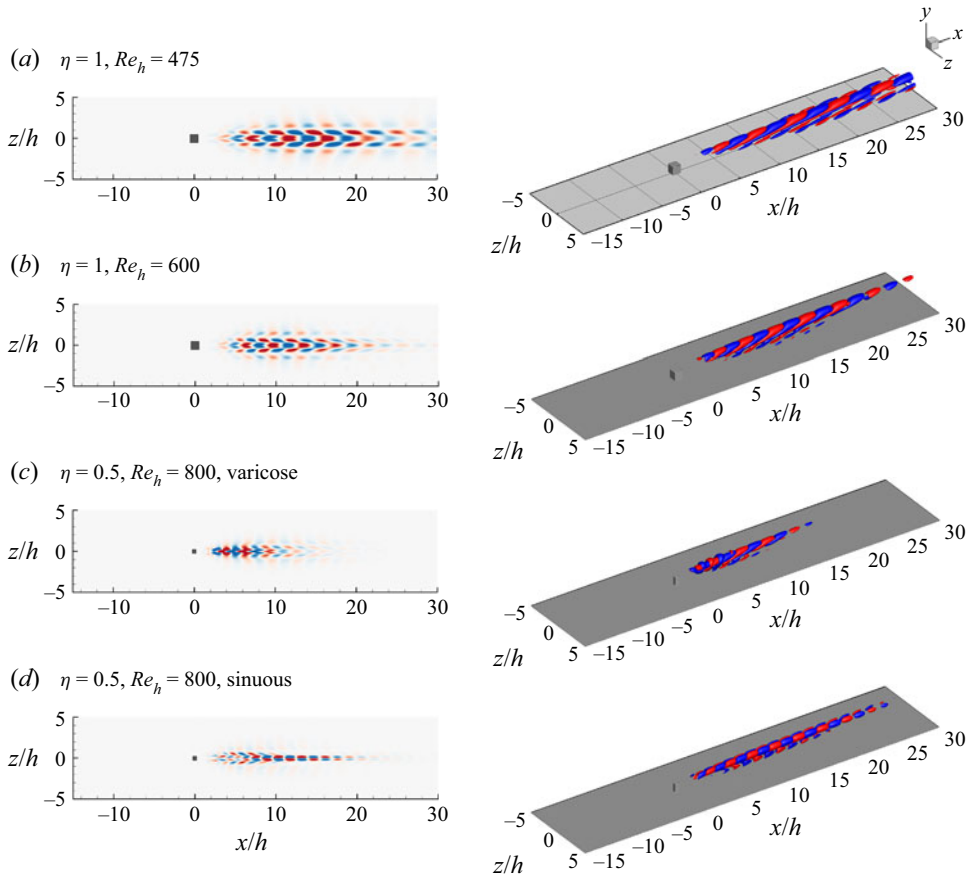 (a) η = 1, Re_h = 475
5
z/h 0
–5
–10 0 10 20 30
y
x
z
–5
0
5
z/h
–15 –10 –5 0 5 10 15 20 25 30
x/h
(b) η = 1, Re_h = 600
5
z/h 0
–5
–10 0 10 20 30
–5
0
5
z/h
–15 –10 –5 0 5 10 15 20 25 30
x/h
(c) η = 0.5, Re_h = 800, varicose
5
z/h 0
–5
–10 0 10 20 30
–5
0
5
z/h
–15 –10 –5 0 5 10 15 20 25 30
x/h
(d) η = 0.5, Re_h = 800, sinuous
5
z/h 0
–5
–10 0 10 20 30
x/h
–5
0
5
z/h
–15 –10 –5 0 5 10 15 20 25 30
x/h